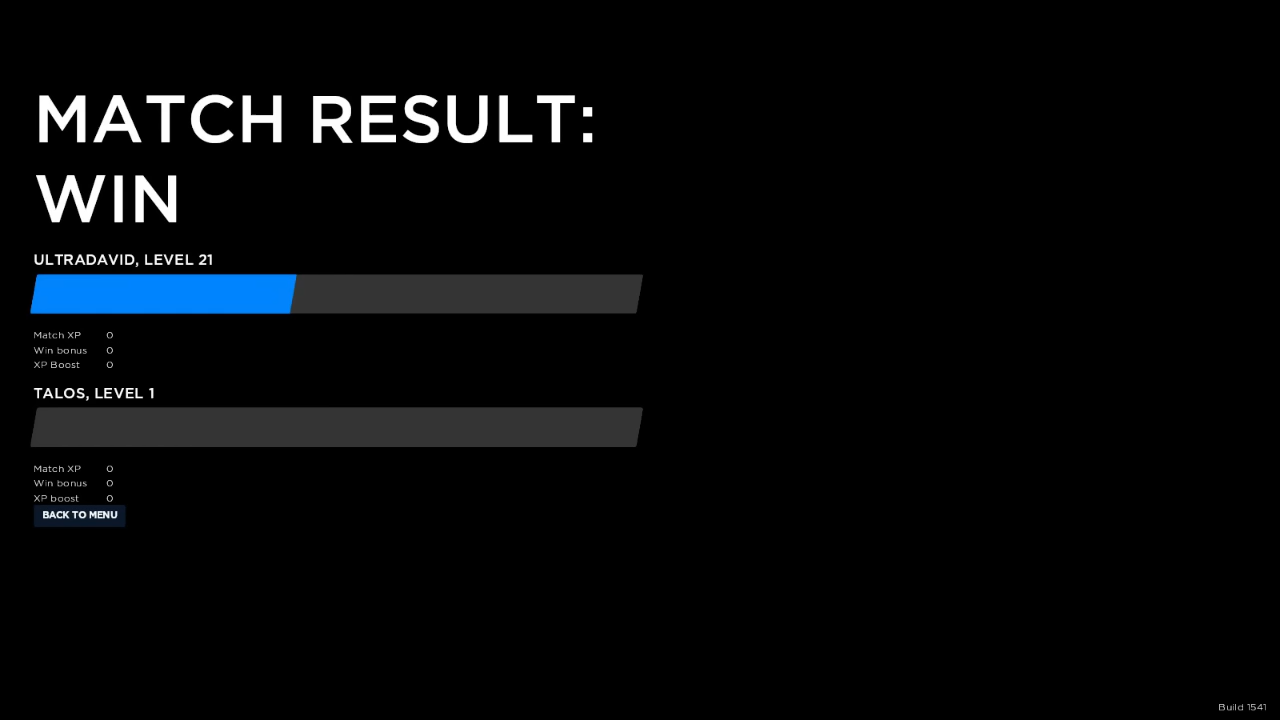 MATCH RESULT:
WIN
ULTRADAVID, LEVEL 21
Match XP 0
Win bonus 0
XP Boost 0
TALOS, LEVEL 1
Match XP 0
Win bonus 0
XP boost 0
BACK TO MENU
Build 1541